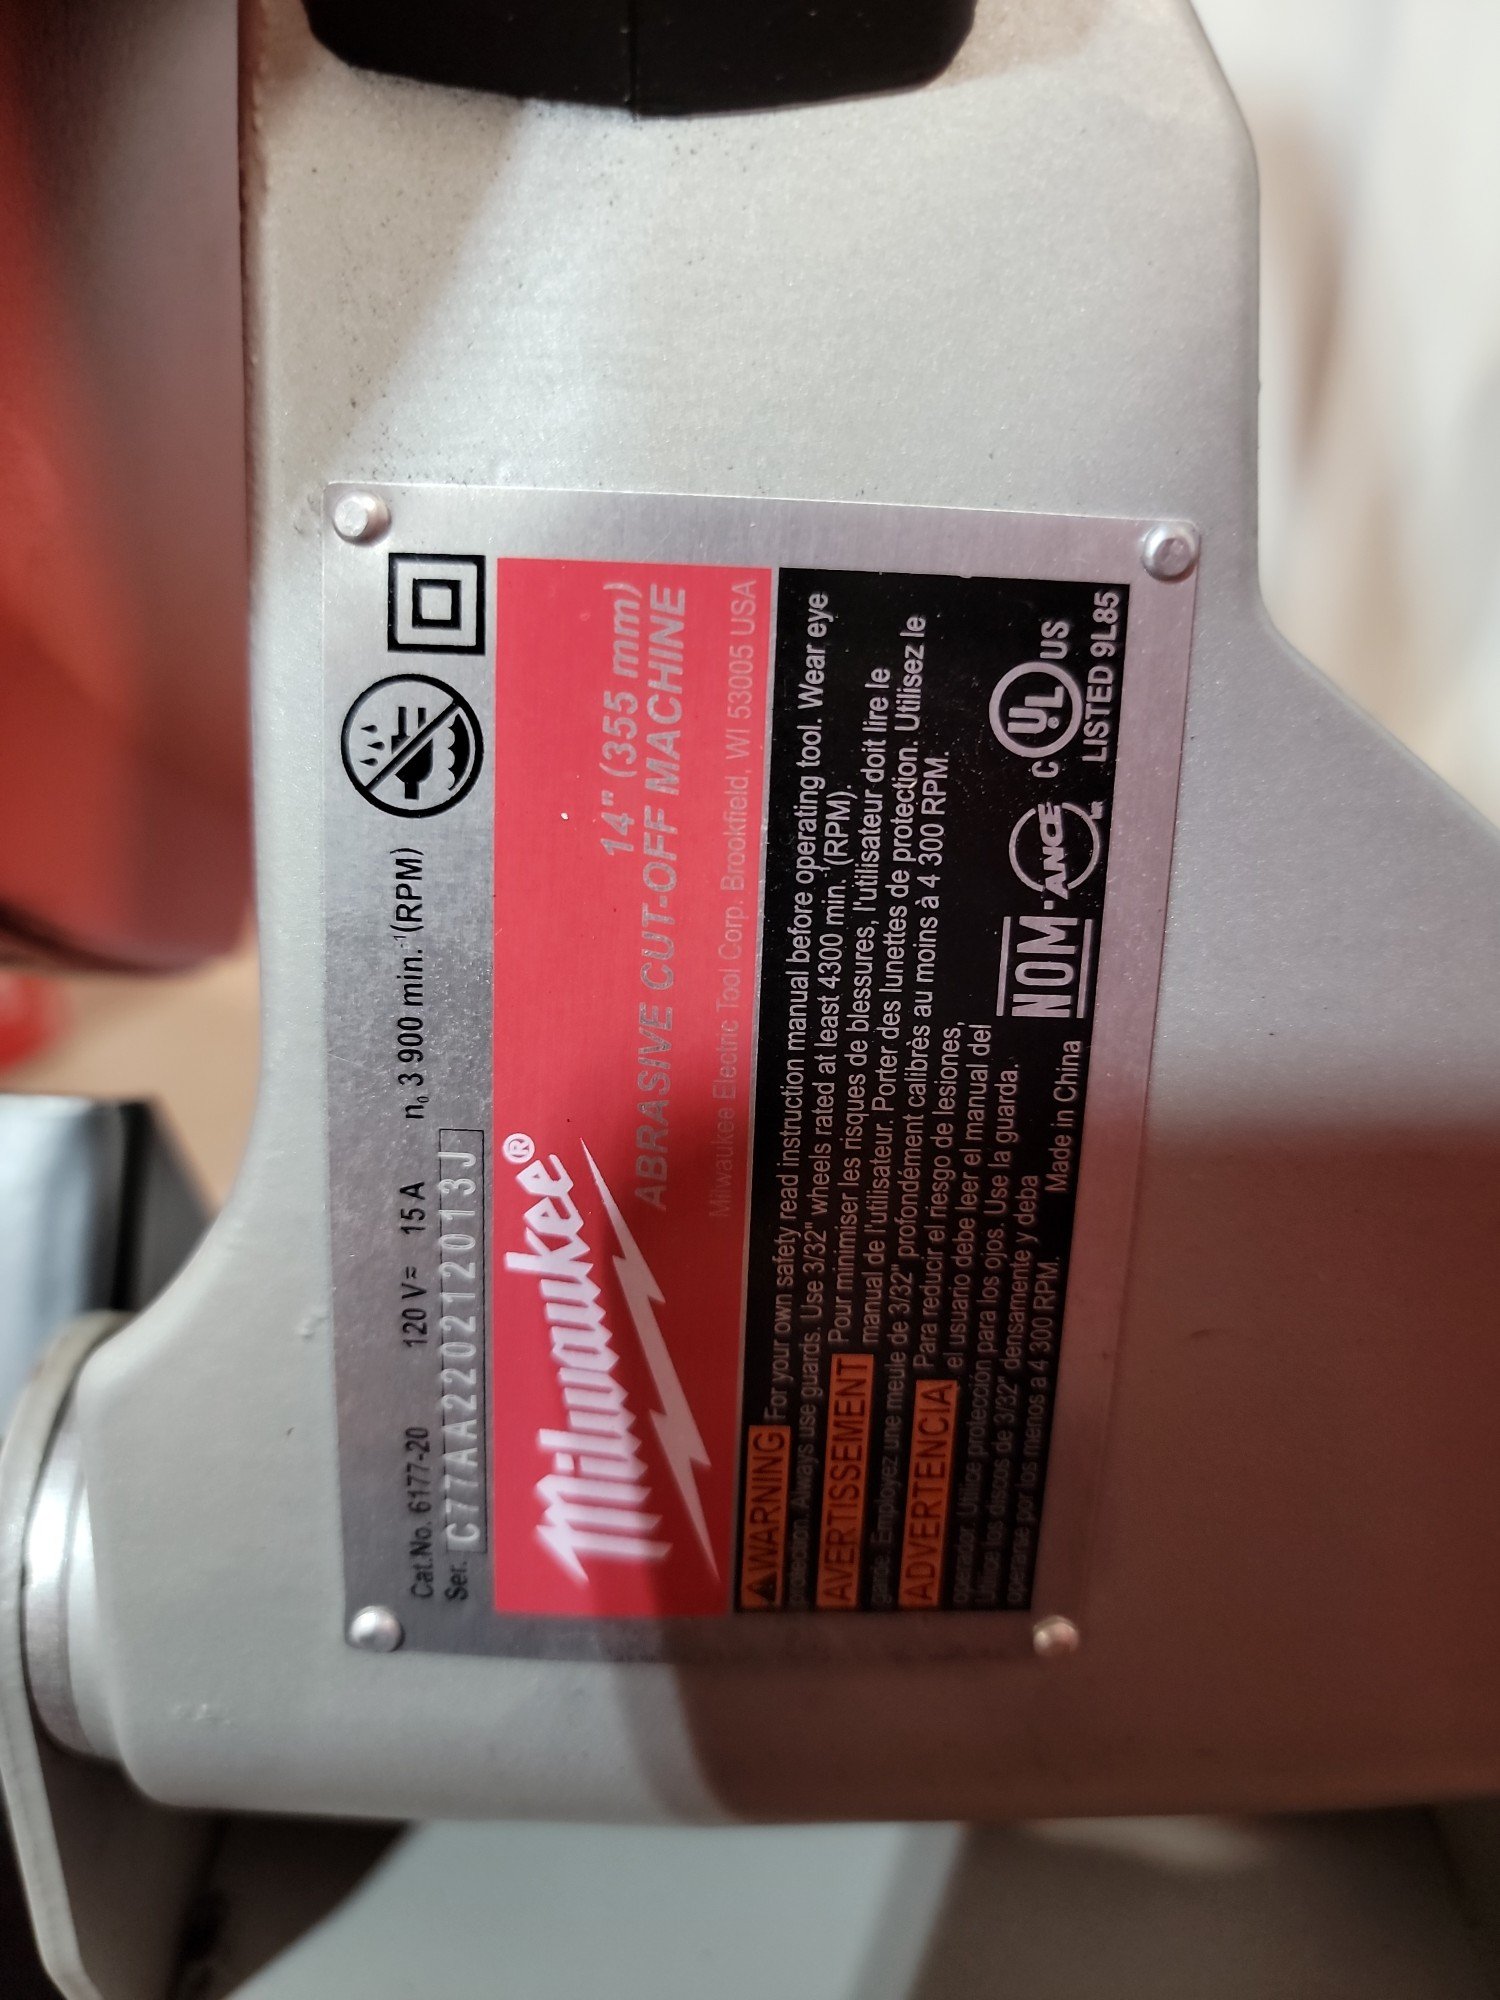 Cat.No. 6177-20 120 V≂ 15 A n₀ 3 900 min.⁻¹(RPM)
Ser. C77AA220212013J
Milwaukee®
14" (355 mm)
ABRASIVE CUT-OFF MACHINE
Milwaukee Electric Tool Corp. Brookfield, WI 53005 USA
WARNING For your own safety read instruction manual before operating tool. Wear eye
protection. Always use guards. Use 3/32" wheels rated at least 4300 min.⁻¹(RPM).
AVERTISSEMENT Pour minimiser les risques de blessures, l'utilisateur doit lire le
manual de l'utilisateur. Porter des lunettes de protection. Utilisez le
garde. Employez une meule de 3/32" profondément calibrès au moins à 4 300 RPM.
ADVERTENCIA Para reducir el riesgo de lesiones,
el usuario debe leer el manual del
operador. Utilice protección para los ojos. Use la guarda.
Utilice los discos de 3/32" densamente y deba
operarse por los menos a 4 300 RPM.
Made in China
NOM-ANCE
C UL US
LISTED 9L85